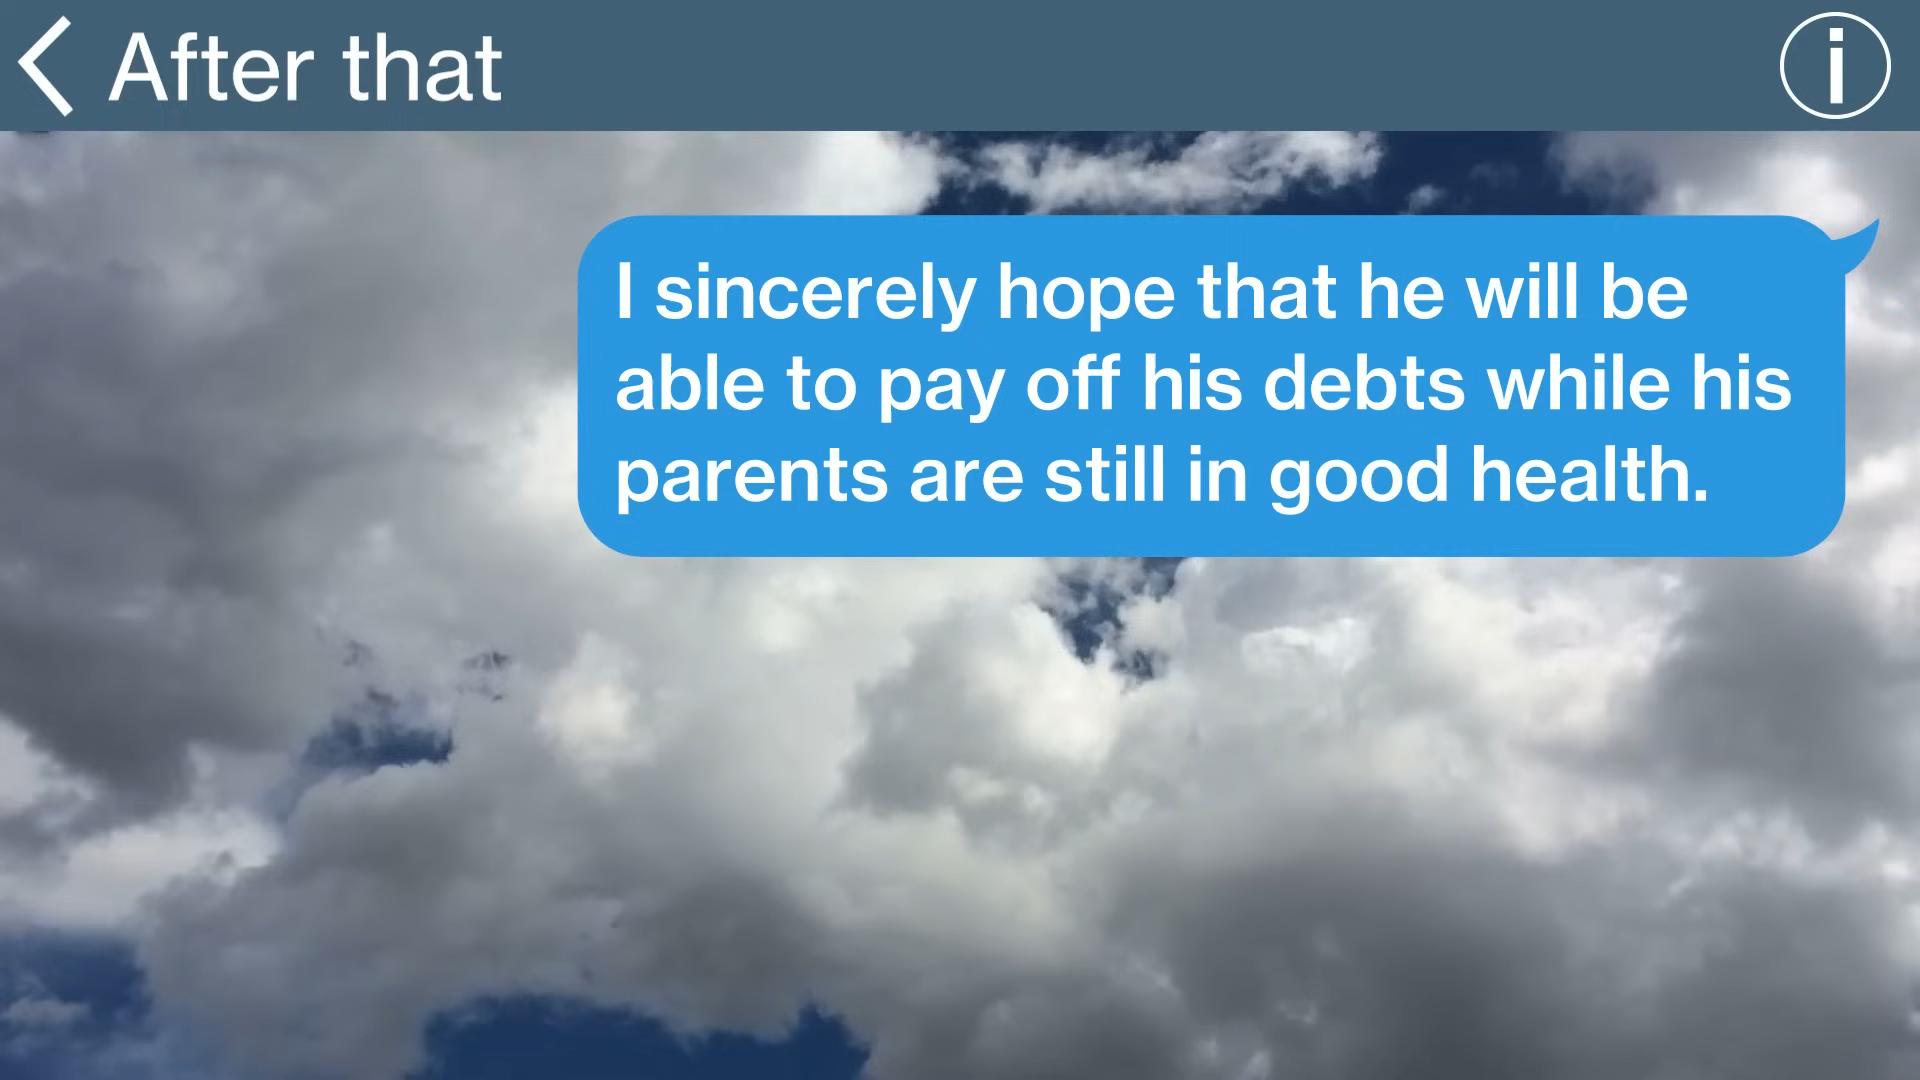 After that
I sincerely hope that he will be
able to pay off his debts while his
parents are still in good health.